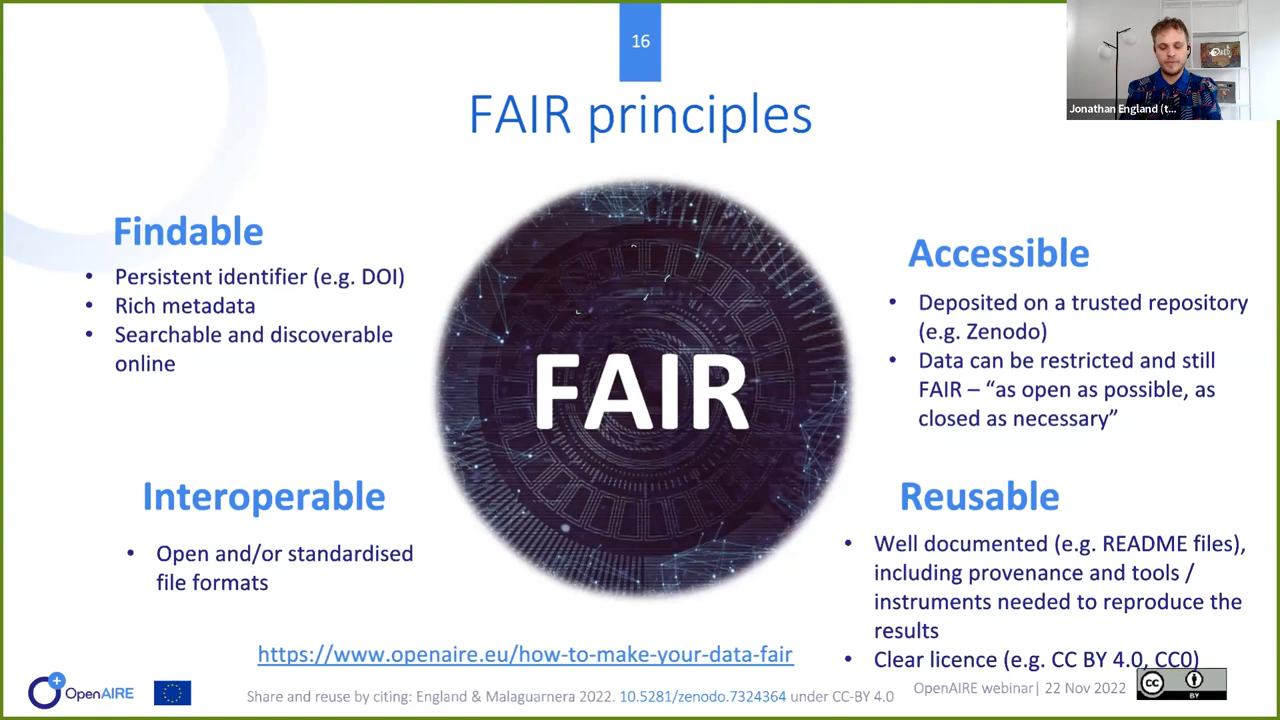 16
Jonathan England (t...
FAIR principles
Findable
• Persistent identifier (e.g. DOI)
• Rich metadata
• Searchable and discoverable
online
Accessible
• Deposited on a trusted repository
(e.g. Zenodo)
• Data can be restricted and still
FAIR – “as open as possible, as
closed as necessary”
FAIR
Interoperable
• Open and/or standardised
file formats
Reusable
• Well documented (e.g. README files),
including provenance and tools /
instruments needed to reproduce the
results
• Clear licence (e.g. CC BY 4.0, CC0)
https://www.openaire.eu/how-to-make-your-data-fair
OpenAIRE
Share and reuse by citing: England & Malaguarnera 2022. 10.5281/zenodo.7324364 under CC-BY 4.0
OpenAIRE webinar| 22 Nov 2022
cc
BY